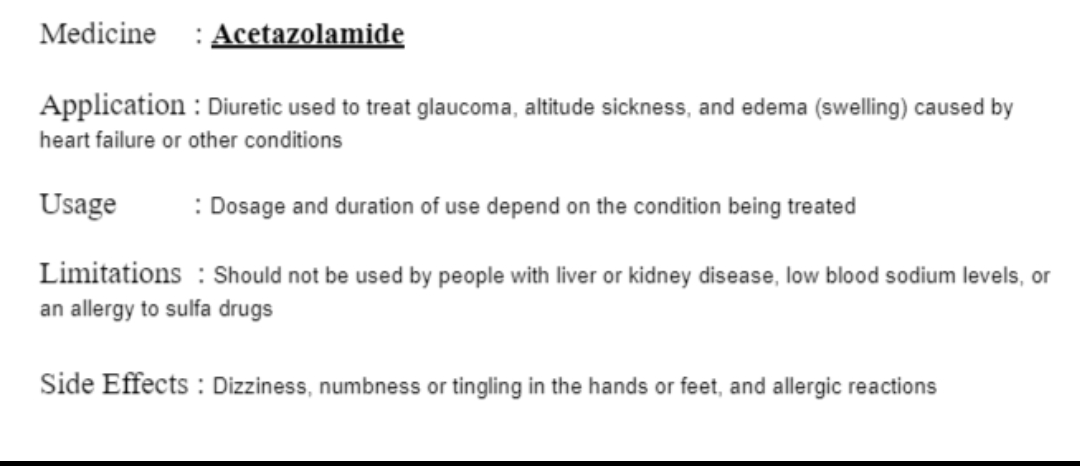 Medicine : Acetazolamide
Application : Diuretic used to treat glaucoma, altitude sickness, and edema (swelling) caused by
heart failure or other conditions
Usage : Dosage and duration of use depend on the condition being treated
Limitations : Should not be used by people with liver or kidney disease, low blood sodium levels, or
an allergy to sulfa drugs
Side Effects : Dizziness, numbness or tingling in the hands or feet, and allergic reactions